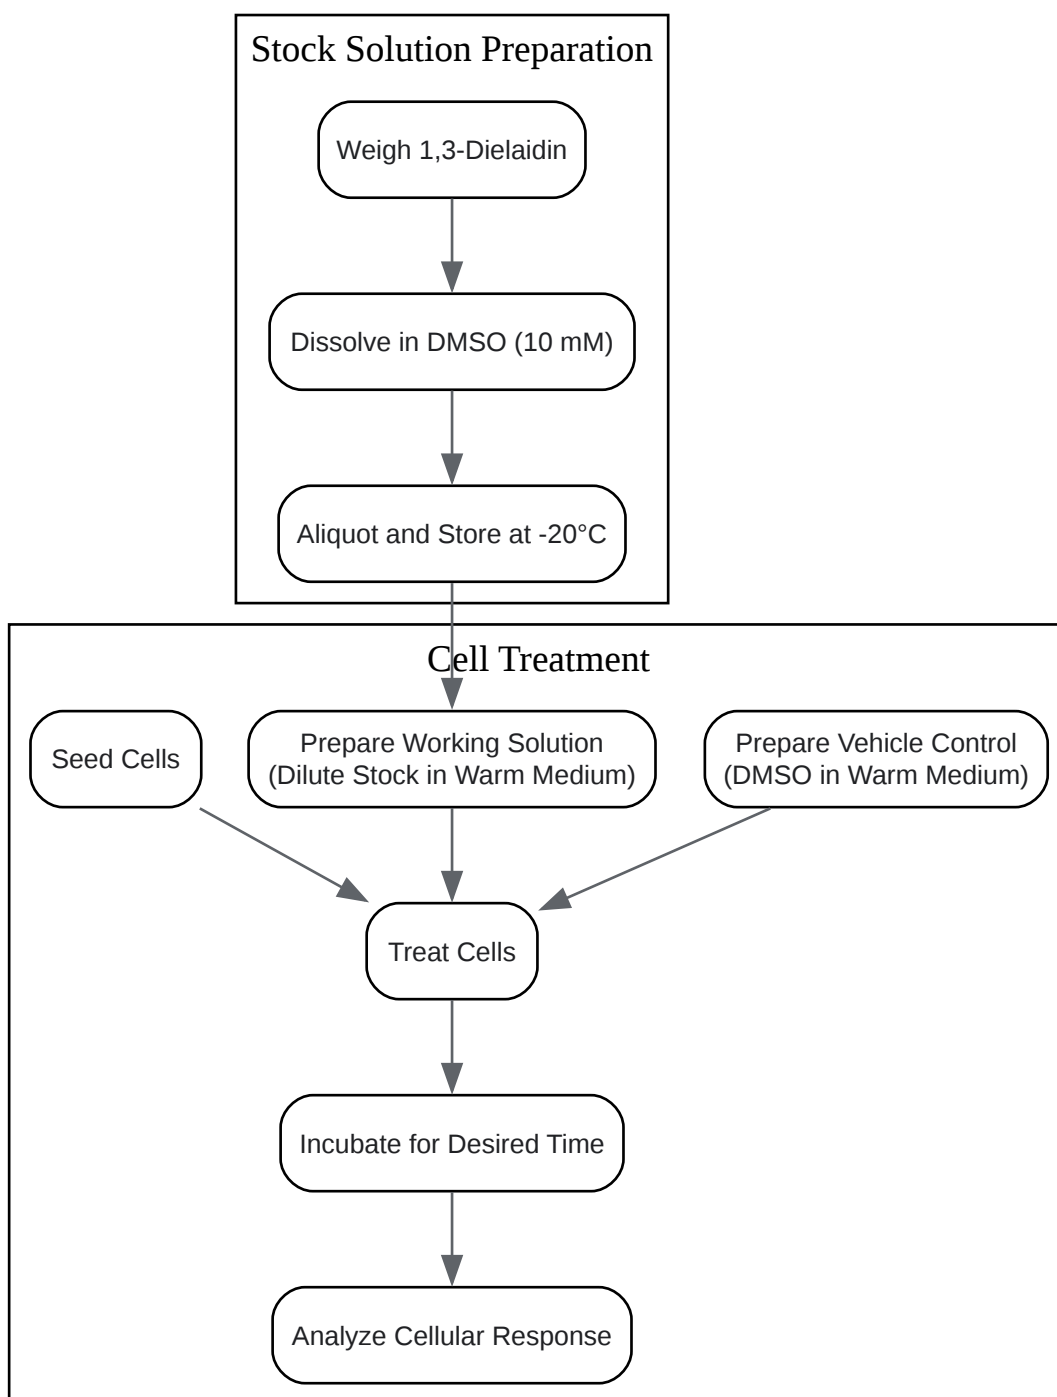 Stock Solution Preparation
Weigh 1,3-Dielaidin
Dissolve in DMSO (10 mM)
Aliquot and Store at -20°C
Cell Treatment
Seed Cells
Prepare Working Solution
(Dilute Stock in Warm Medium)
Prepare Vehicle Control
(DMSO in Warm Medium)
Treat Cells
Incubate for Desired Time
Analyze Cellular Response